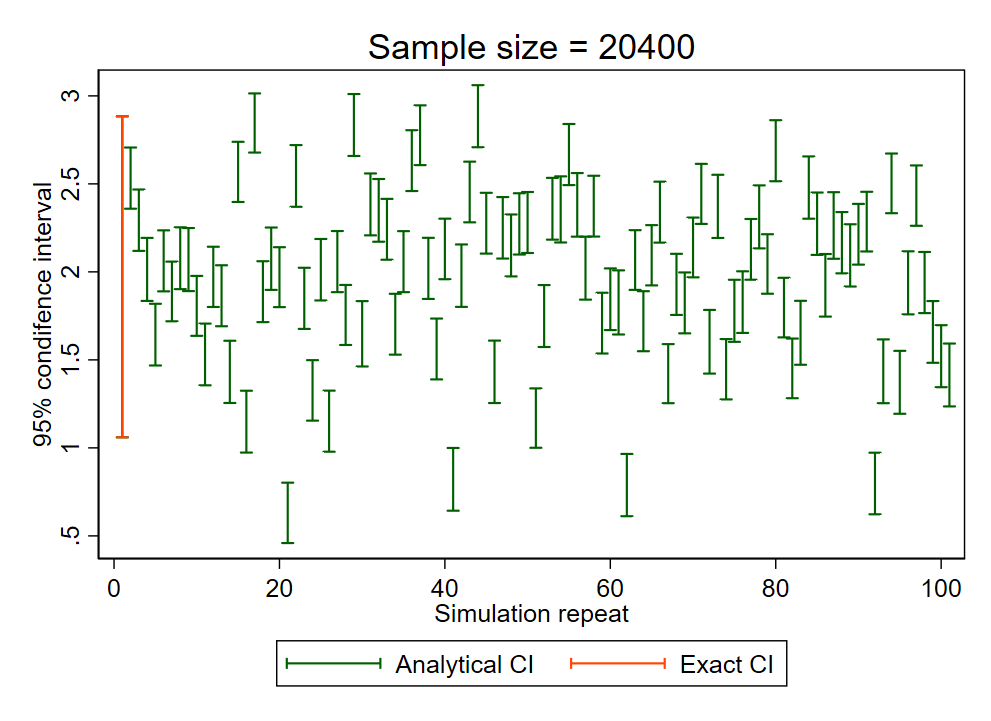 Sample size = 20400
95% condifence interval
3
2.5
2
1.5
1
.5
0 20 40 60 80 100
Simulation repeat
Analytical CI Exact CI